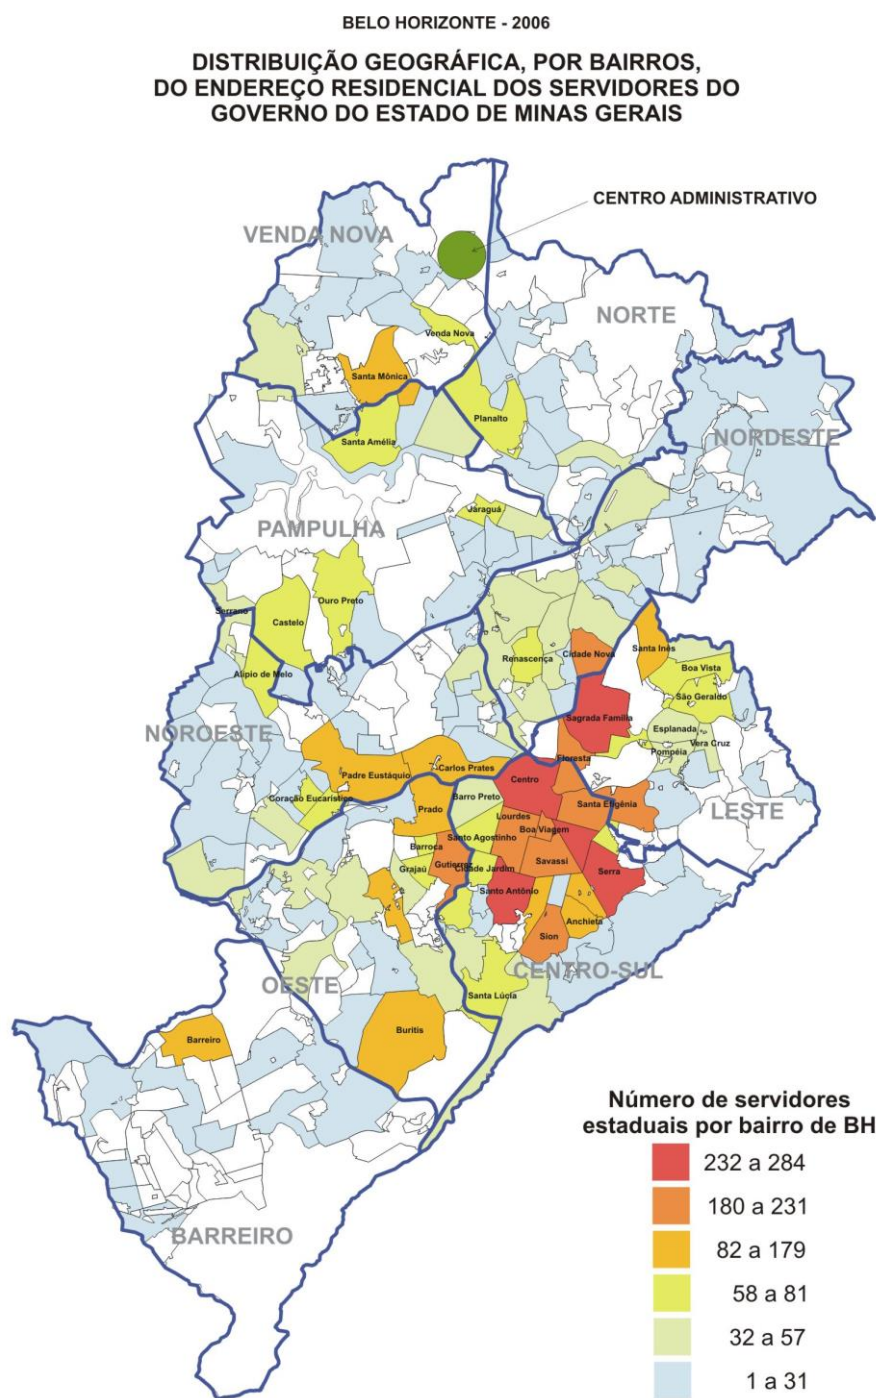 BELO HORIZONTE - 2006
DISTRIBUIÇÃO GEOGRÁFICA, POR BAIRROS,
DO ENDEREÇO RESIDENCIAL DOS SERVIDORES DO
GOVERNO DO ESTADO DE MINAS GERAIS
CENTRO ADMINISTRATIVO
VENDA NOVA
NORTE
Venda Nova
Santa Mônica
Planalto
Santa Amélia
NORDESTE
Jaraguá
PAMPULHA
Ouro Preto
Serrano
Castelo
Cidade Nova
Santa Inês
Renascença
Boa Vista
Alípio de Melo
São Geraldo
Sagrada Família
Esplanada
NOROESTE
Vera Cruz
Pompéia
Floresta
Padre Eustáquio
Carlos Prates
Centro
Coração Eucarístico
Barro Preto
Prado
Santa Efigênia
LESTE
Lourdes
Boa Viagem
Santo Agostinho
Barroca
Savassi
Grajaú
Gutierrez
Cidade Jardim
Serra
Santo Antônio
Anchieta
Sion
CENTRO-SUL
OESTE
Santa Lúcia
Buritis
Barreiro
BARREIRO
Número de servidores
estaduais por bairro de BH
232 a 284
180 a 231
82 a 179
58 a 81
32 a 57
1 a 31